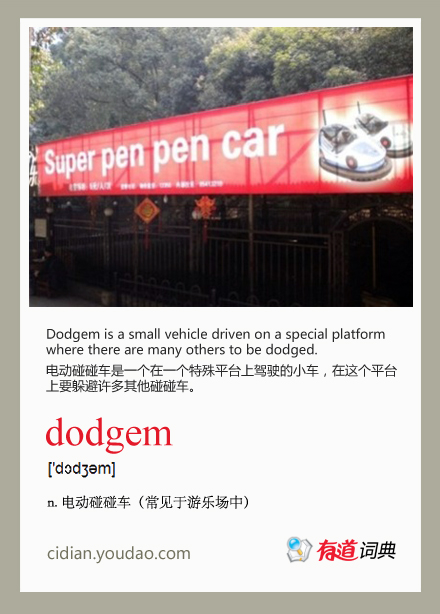 Super pen pen car
Dodgem is a small vehicle driven on a special platform
where there are many others to be dodged.
电动碰碰车是一个在一个特殊平台上驾驶的小车，在这个平台
上要躲避许多其他碰碰车。
dodgem
['dɔdʒəm]
n. 电动碰碰车（常见于游乐场中）
cidian.youdao.com
有道词典